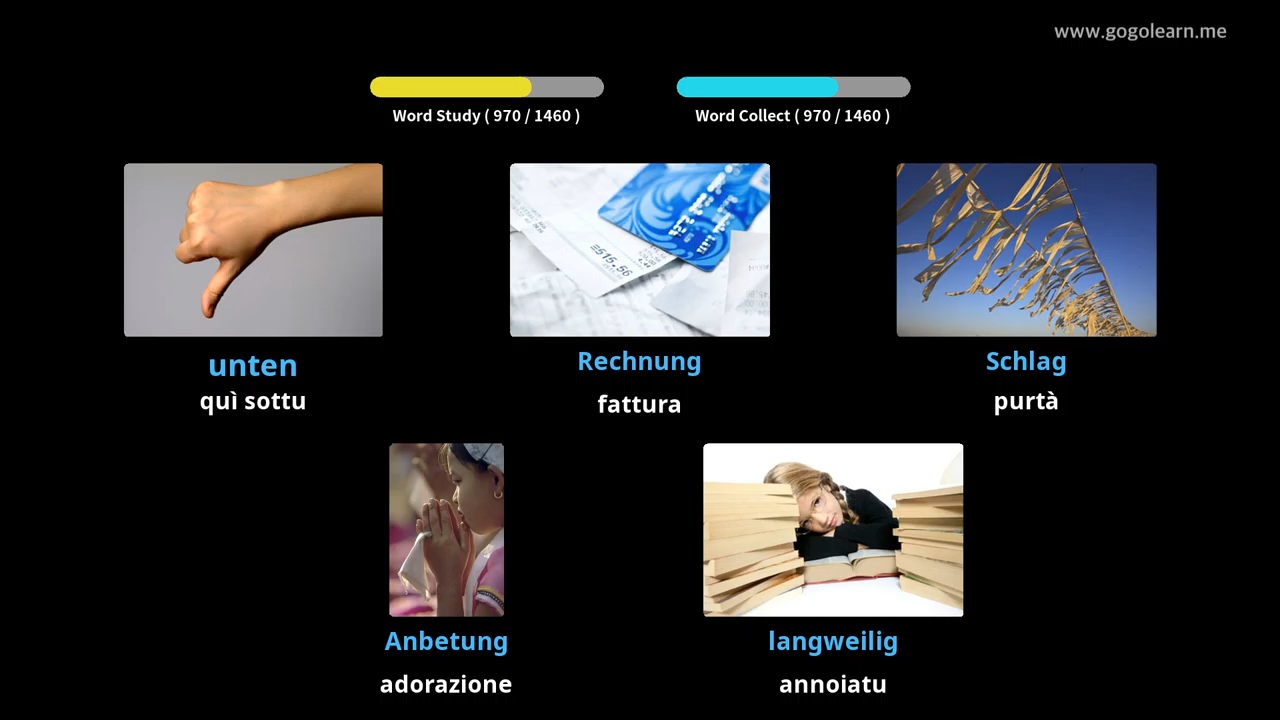 www.gogolearn.me
Word Study ( 970 / 1460 )
Word Collect ( 970 / 1460 )
unten
quì sottu
Rechnung
fattura
Schlag
purtà
Anbetung
adorazione
langweilig
annoiatu